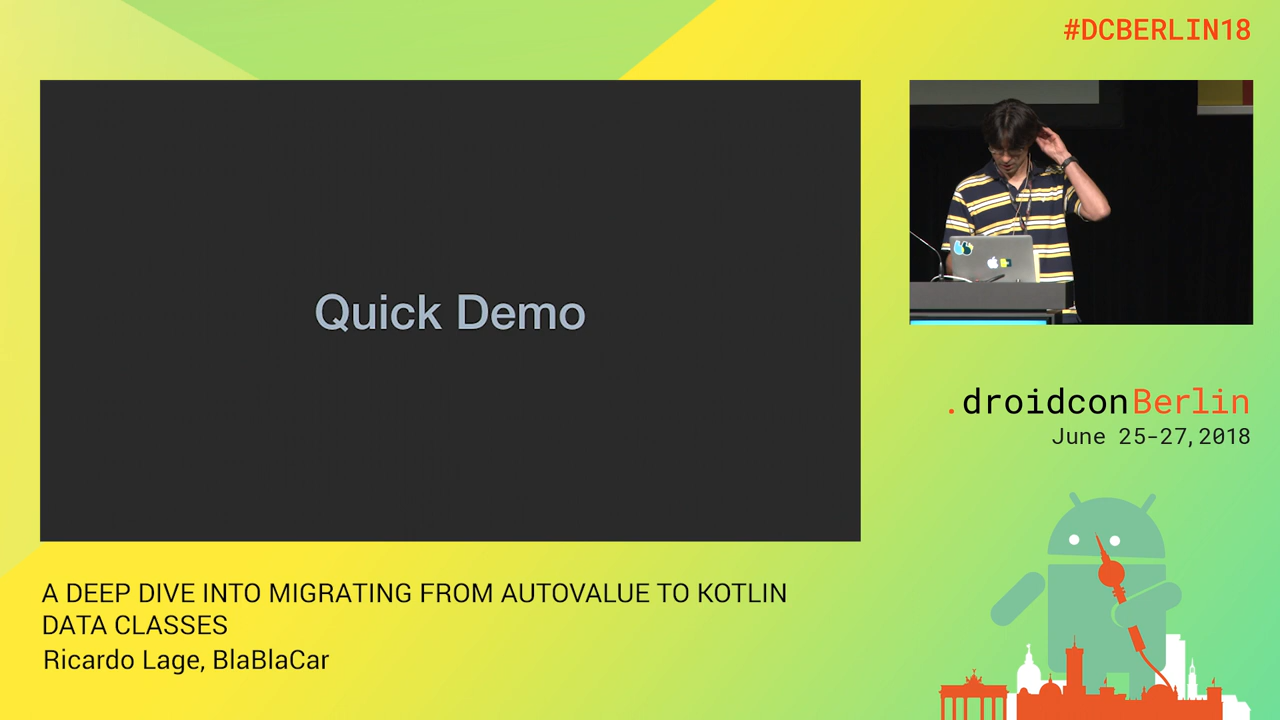 #DCBERLIN18
Quick Demo
.droidconBerlin
June 25-27, 2018
A DEEP DIVE INTO MIGRATING FROM AUTOVALUE TO KOTLIN
DATA CLASSES
Ricardo Lage, BlaBlaCar